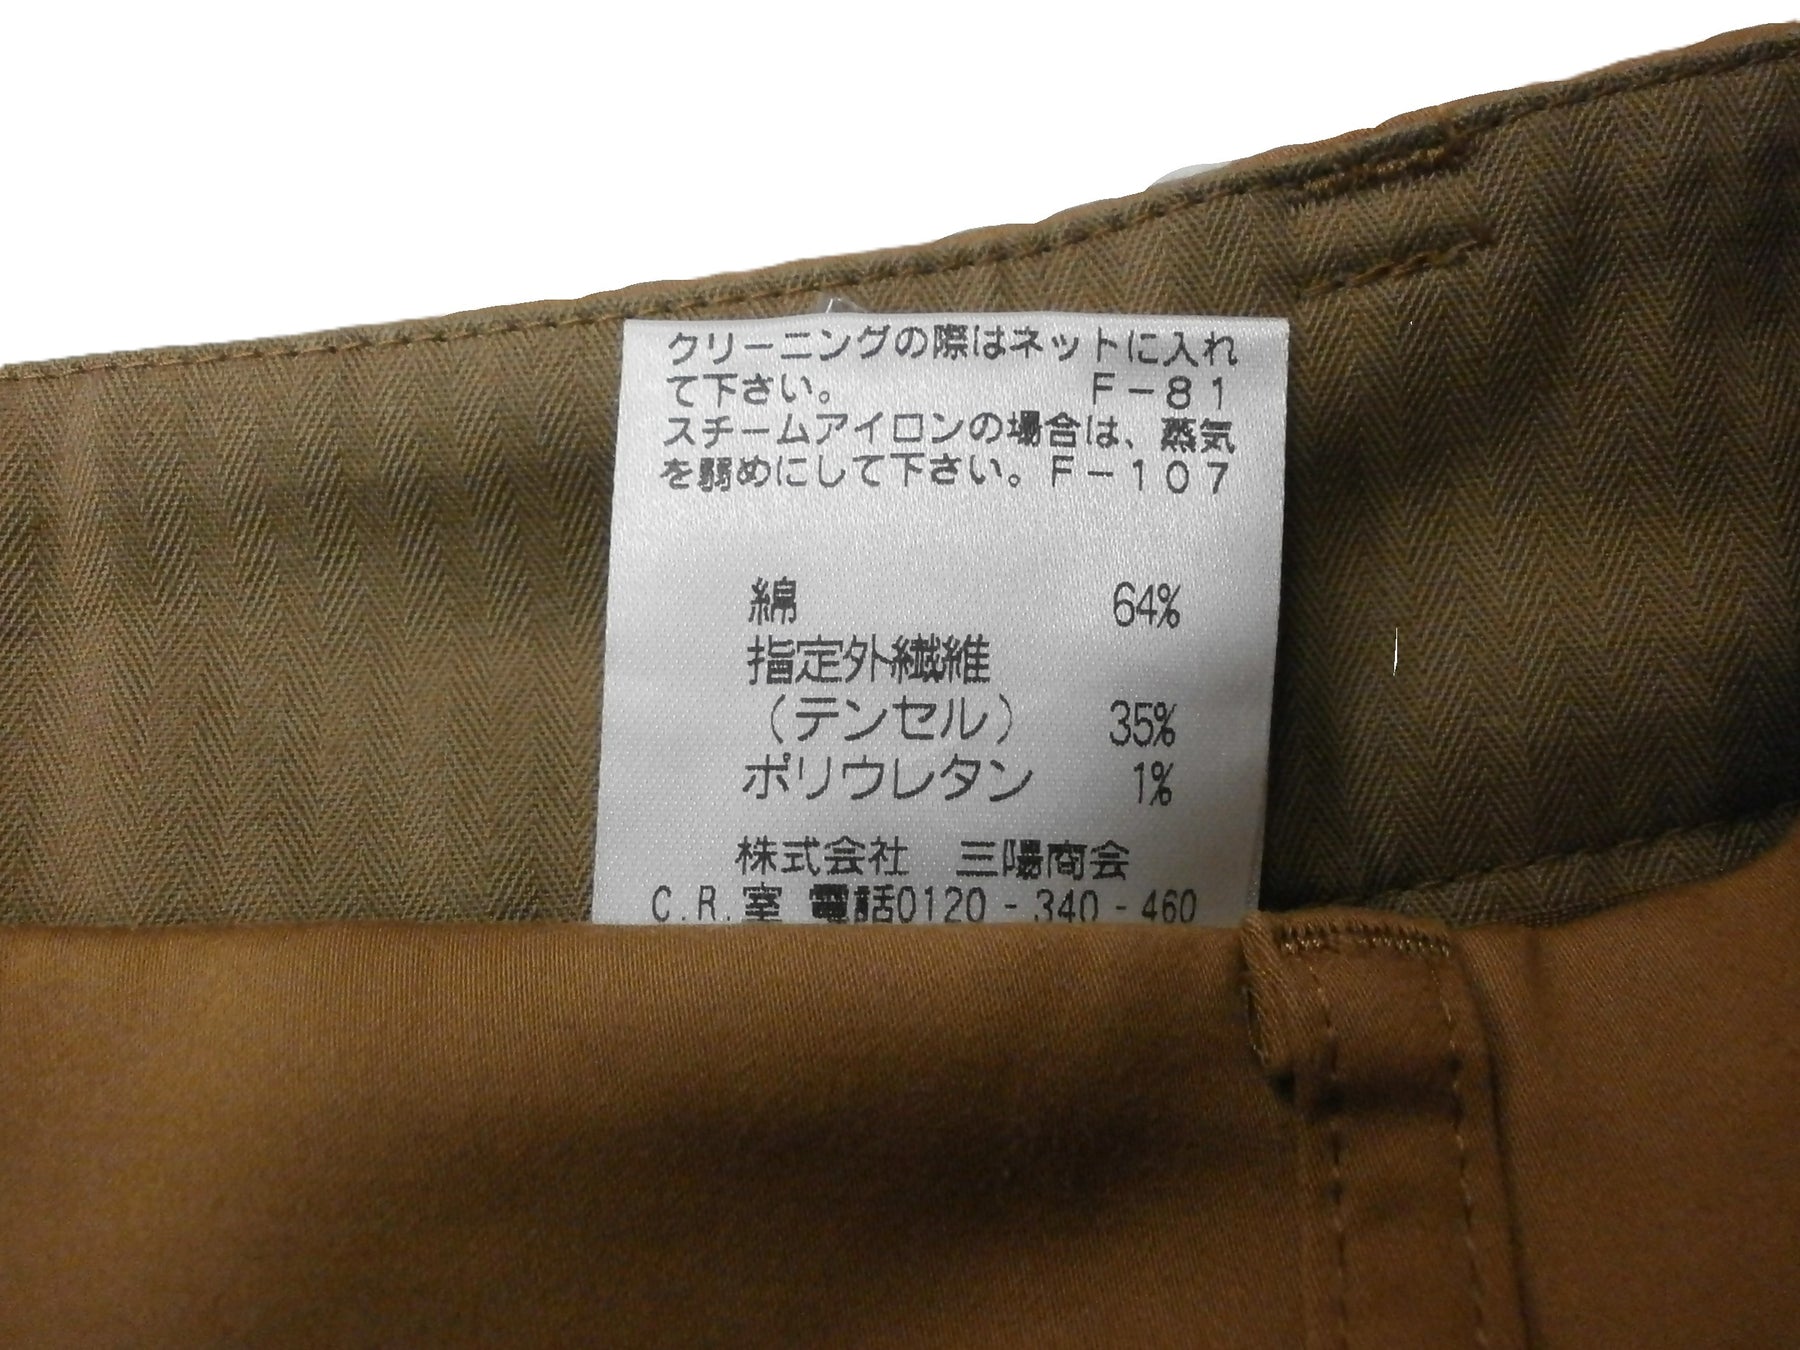 クリーニングの際はネットに入れ
て下さい。 F-81
スチームアイロンの場合は、蒸気
を弱めにして下さい。F-107
綿 64%
指定外繊維
(テンセル) 35%
ポリウレタン 1%
株式会社 三陽商会
C.R.室 電話0120-340-460